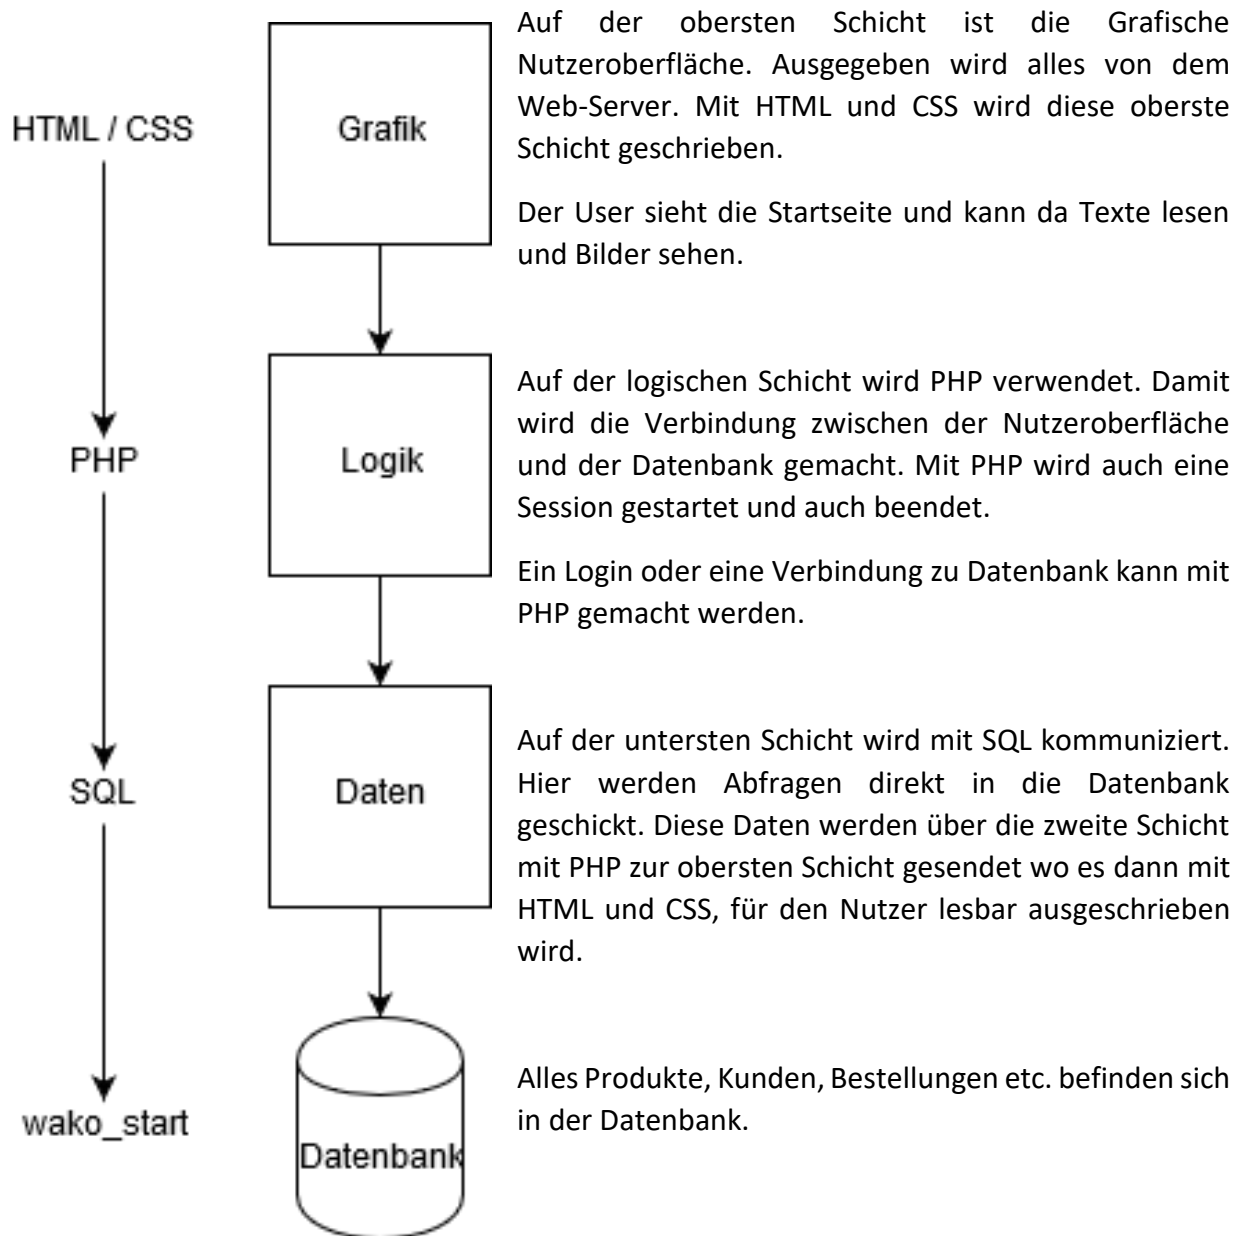 HTML / CSS
Grafik
Auf der obersten Schicht ist die Grafische
Nutzeroberfläche. Ausgegeben wird alles von dem
Web-Server. Mit HTML und CSS wird diese oberste
Schicht geschrieben.
Der User sieht die Startseite und kann da Texte lesen
und Bilder sehen.
PHP
Logik
Auf der logischen Schicht wird PHP verwendet. Damit
wird die Verbindung zwischen der Nutzeroberfläche
und der Datenbank gemacht. Mit PHP wird auch eine
Session gestartet und auch beendet.
Ein Login oder eine Verbindung zu Datenbank kann mit
PHP gemacht werden.
SQL
Daten
Auf der untersten Schicht wird mit SQL kommuniziert.
Hier werden Abfragen direkt in die Datenbank
geschickt. Diese Daten werden über die zweite Schicht
mit PHP zur obersten Schicht gesendet wo es dann mit
HTML und CSS, für den Nutzer lesbar ausgeschrieben
wird.
wako_start
Datenbank
Alles Produkte, Kunden, Bestellungen etc. befinden sich
in der Datenbank.